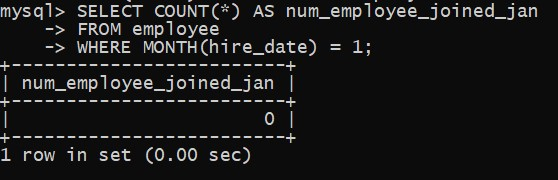 mysql> SELECT COUNT(*) AS num_employee_joined_jan
    -> FROM employee
    -> WHERE MONTH(hire_date) = 1;
+-------------------------+
| num_employee_joined_jan |
+-------------------------+
|                       0 |
+-------------------------+
1 row in set (0.00 sec)